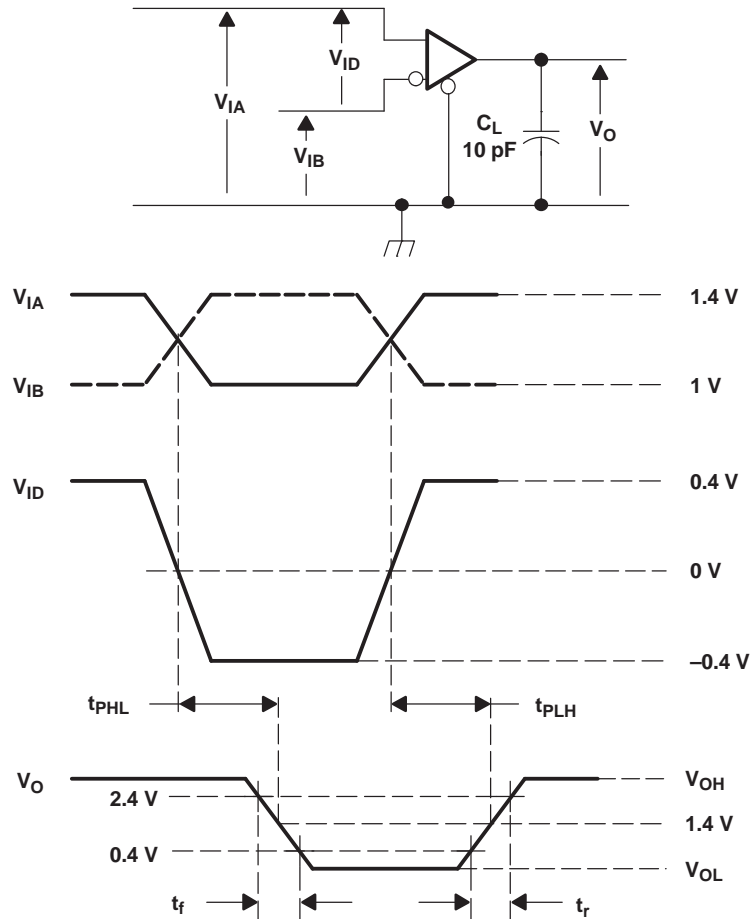 VID
VIA
VIB
CL
10 pF
VO
VIA
1.4 V
VIB
1 V
VID
0.4 V
0 V
–0.4 V
tPHL
tPLH
VO
VOH
2.4 V
1.4 V
0.4 V
VOL
tf
tr